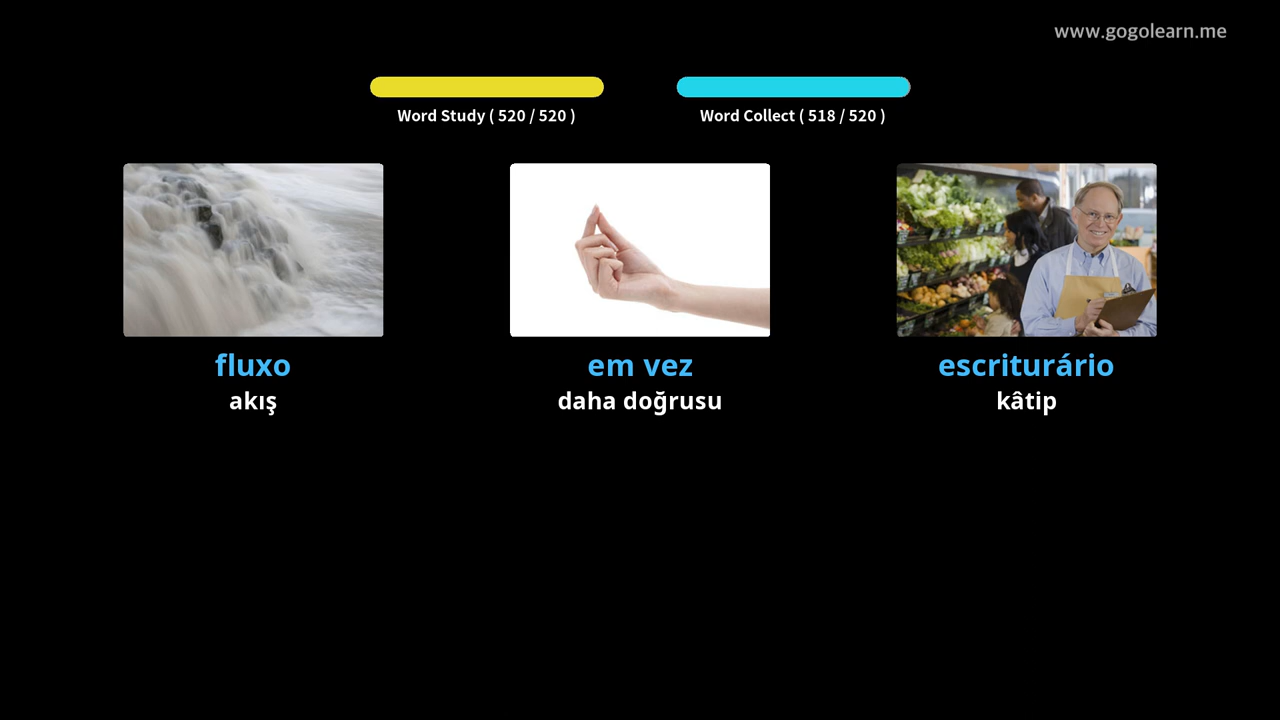 www.gogolearn.me
Word Study ( 520 / 520 )
Word Collect ( 518 / 520 )
fluxo
akış
em vez
daha doğrusu
escriturário
kâtip